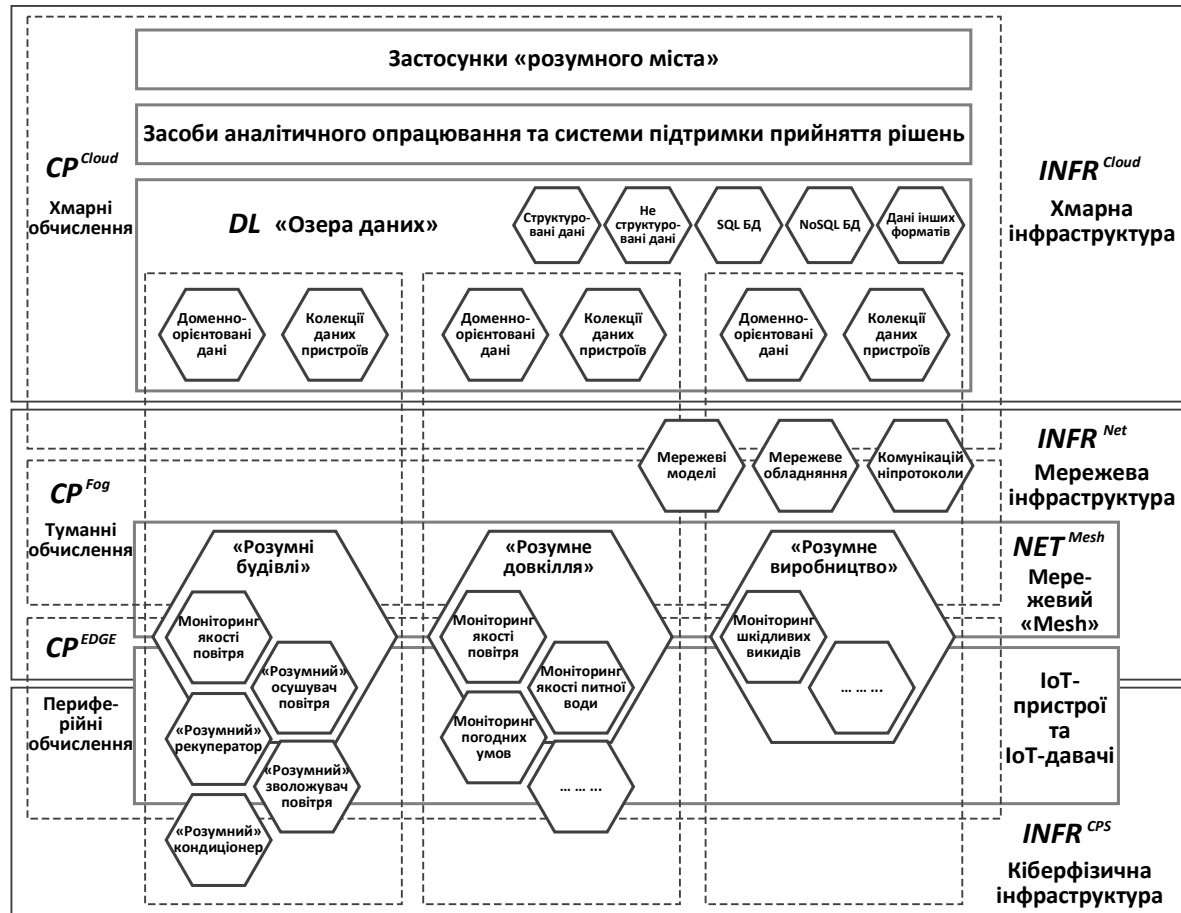 Застосунки «розумного міста»
Засоби аналітичного опрацювання та системи підтримки прийняття рішень
CP Cloud
Хмарні
обчислення
INFR Cloud
Хмарна
інфраструктура
DL «Озера даних»
Структуро-
вані дані
Не
структуро-
вані дані
SQL БД
NoSQL БД
Дані інших
форматів
Доменно-
орієнтовані
дані
Колекції
даних
пристроїв
Доменно-
орієнтовані
дані
Колекції
даних
пристроїв
Доменно-
орієнтовані
дані
Колекції
даних
пристроїв
INFR Net
Мережева
інфраструктура
Мережеві
моделі
Мережеве
обладняння
Комунікацій
ніпротоколи
CP Fog
Туманні
обчислення
NET Mesh
Мере-
жевий
«Mesh»
«Розумні
будівлі»
«Розумне
довкілля»
«Розумне
виробництво»
Моніторинг
якості
повітря
«Розумний»
осушувач
повітря
«Розумний»
рекуператор
«Розумний»
зволожувач
повітря
«Розумний»
кондиціонер
Моніторинг
якості
повітря
Моніторинг
якості питної
води
Моніторинг
погодних
умов
... ... ...
Моніторинг
шкідливих
викидів
... ... ...
CP EDGE
Перифе-
рійні
обчислення
IoT-
пристрої
та
IoT-давачі
INFR CPS
Кіберфізична
інфраструктура